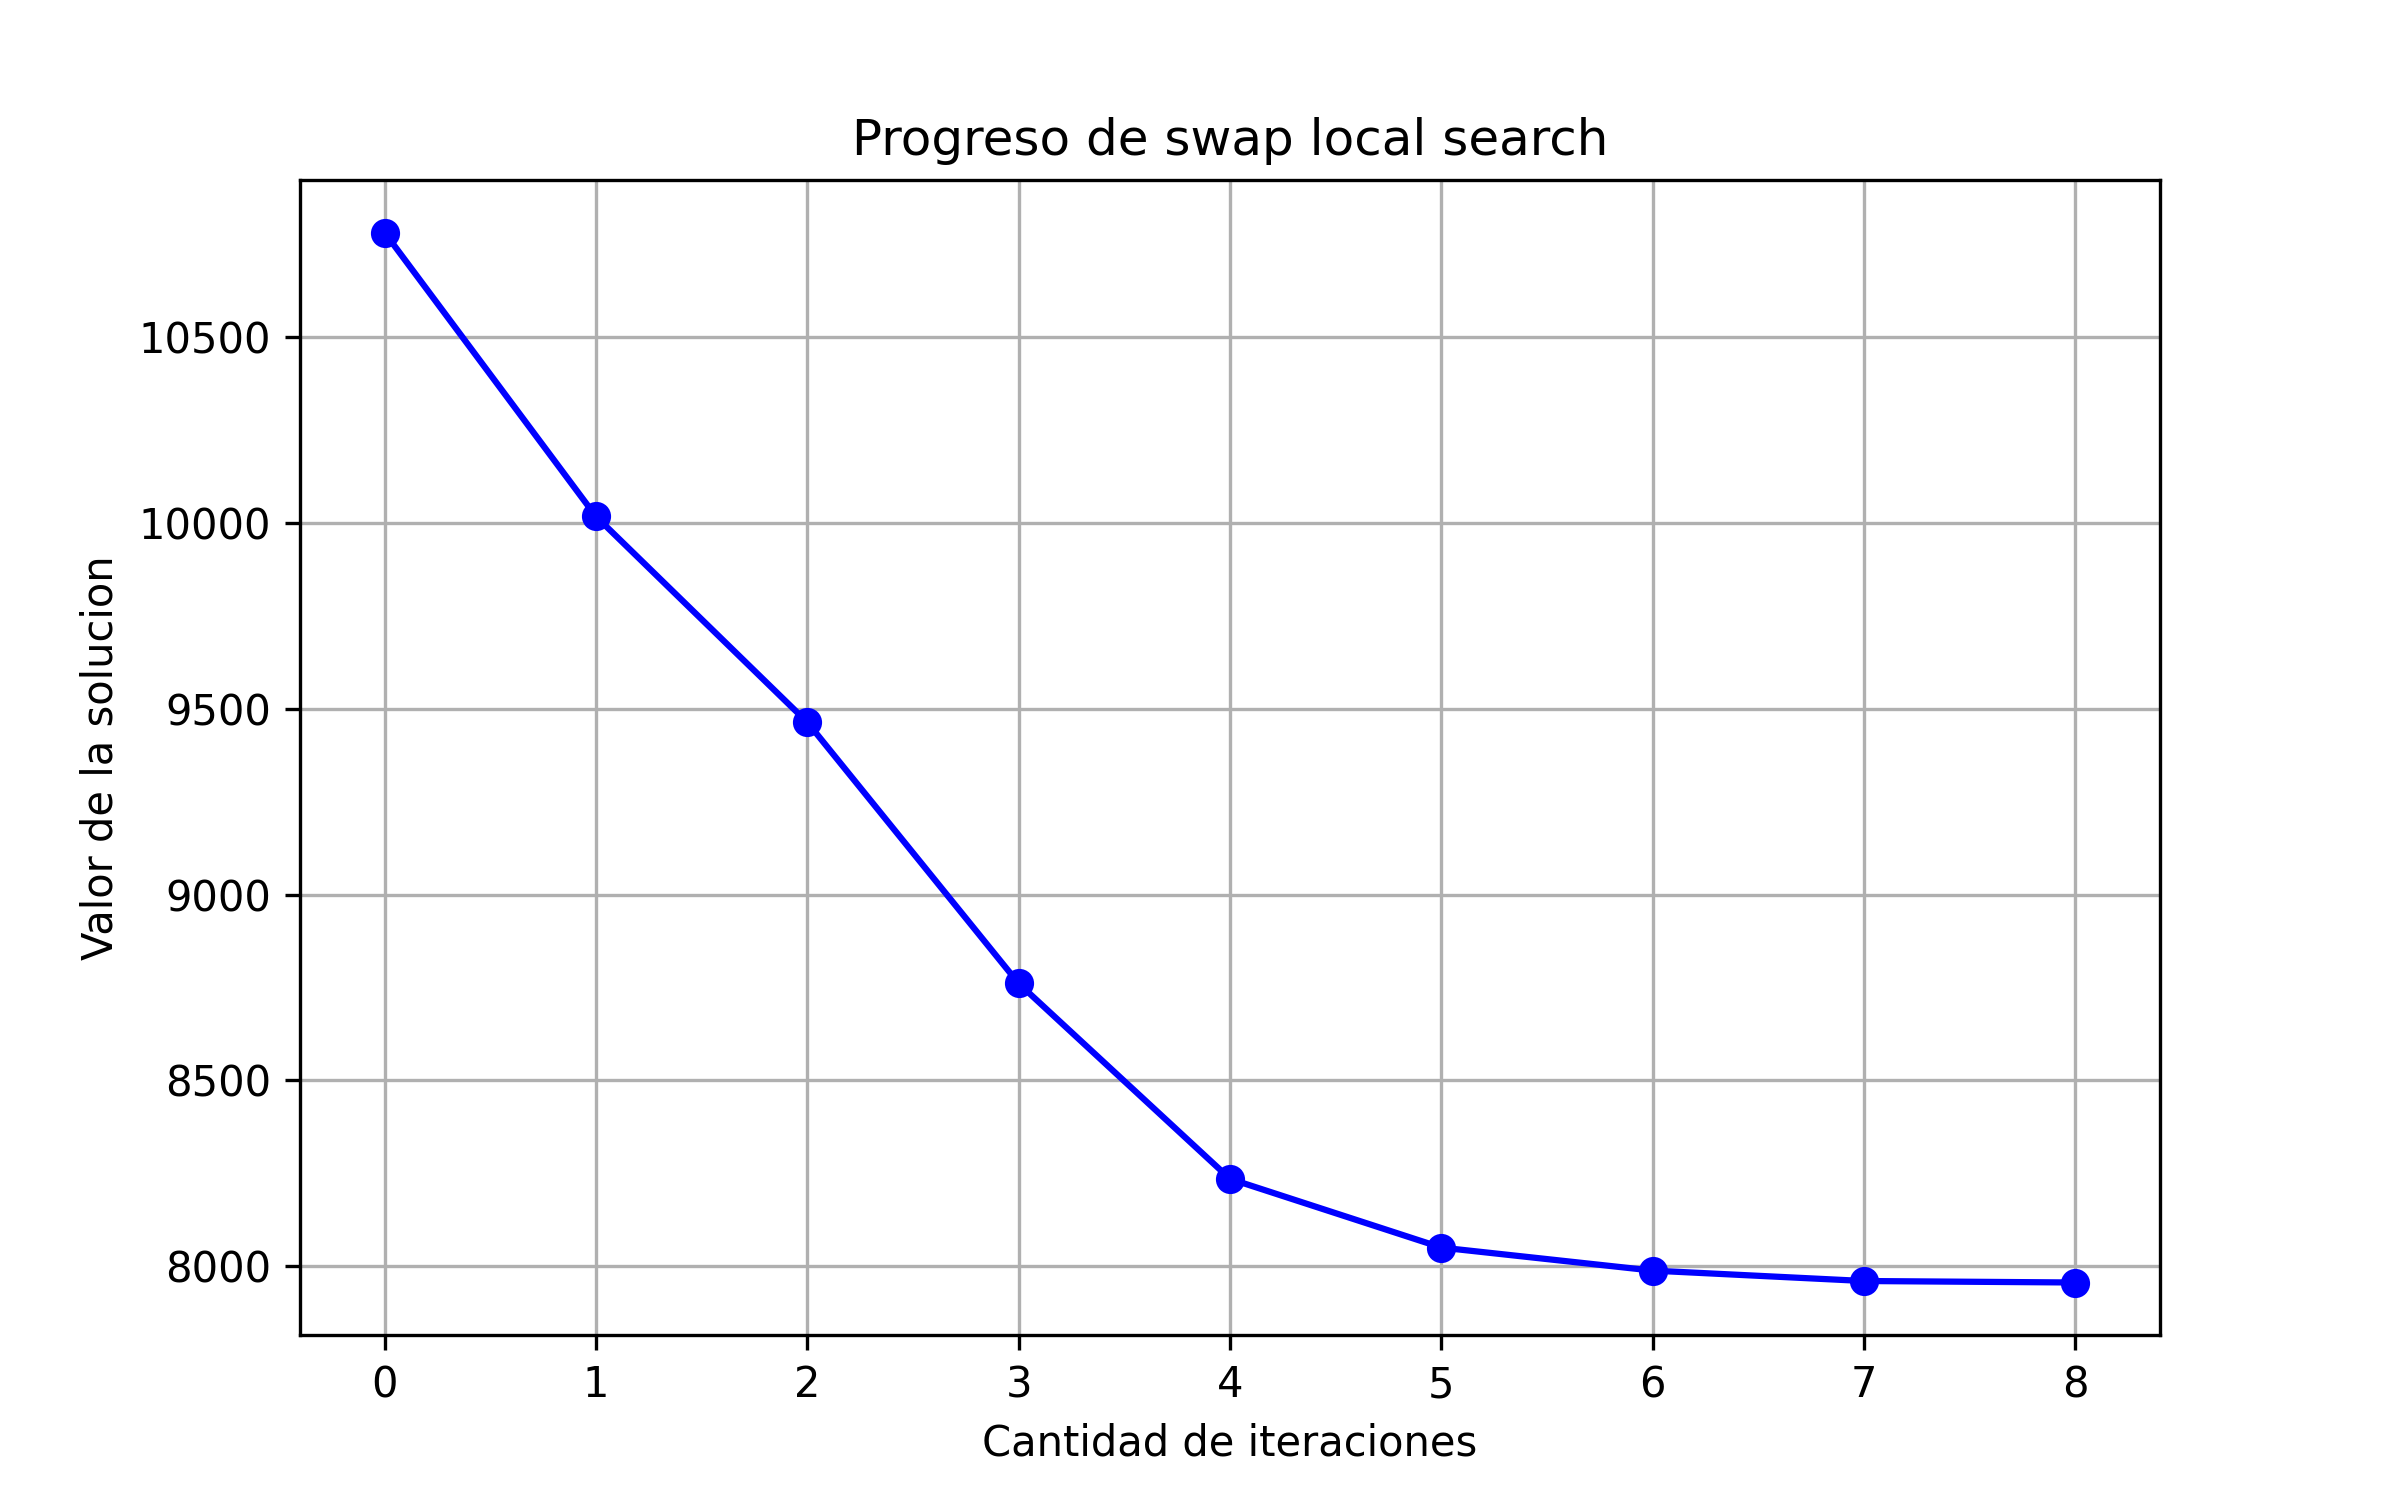 Progreso de swap local search
10500
10000
9500
9000
8500
8000
Valor de la solucion
0 1 2 3 4 5 6 7 8
Cantidad de iteraciones